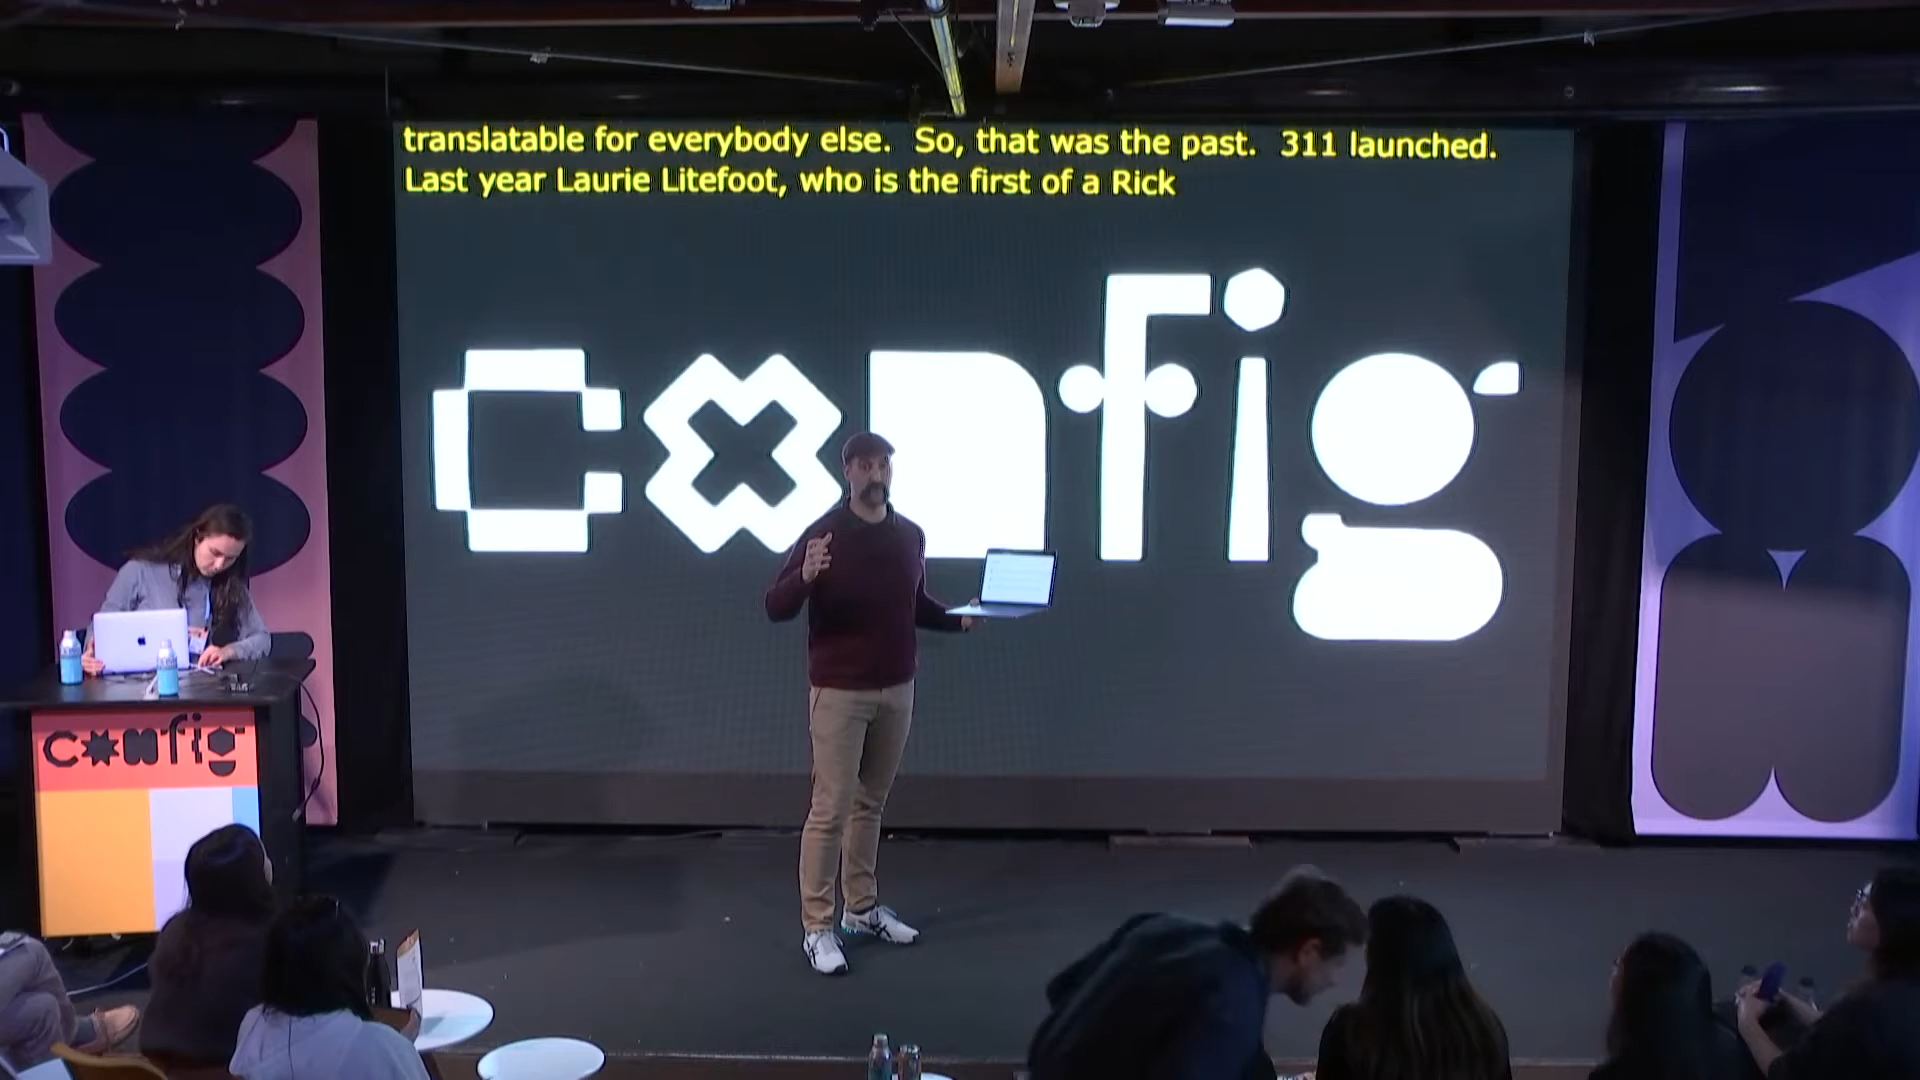 translatable for everybody else.  So, that was the past.  311 launched.
Last year Laurie Litefoot, who is the first of a Rick
config
config